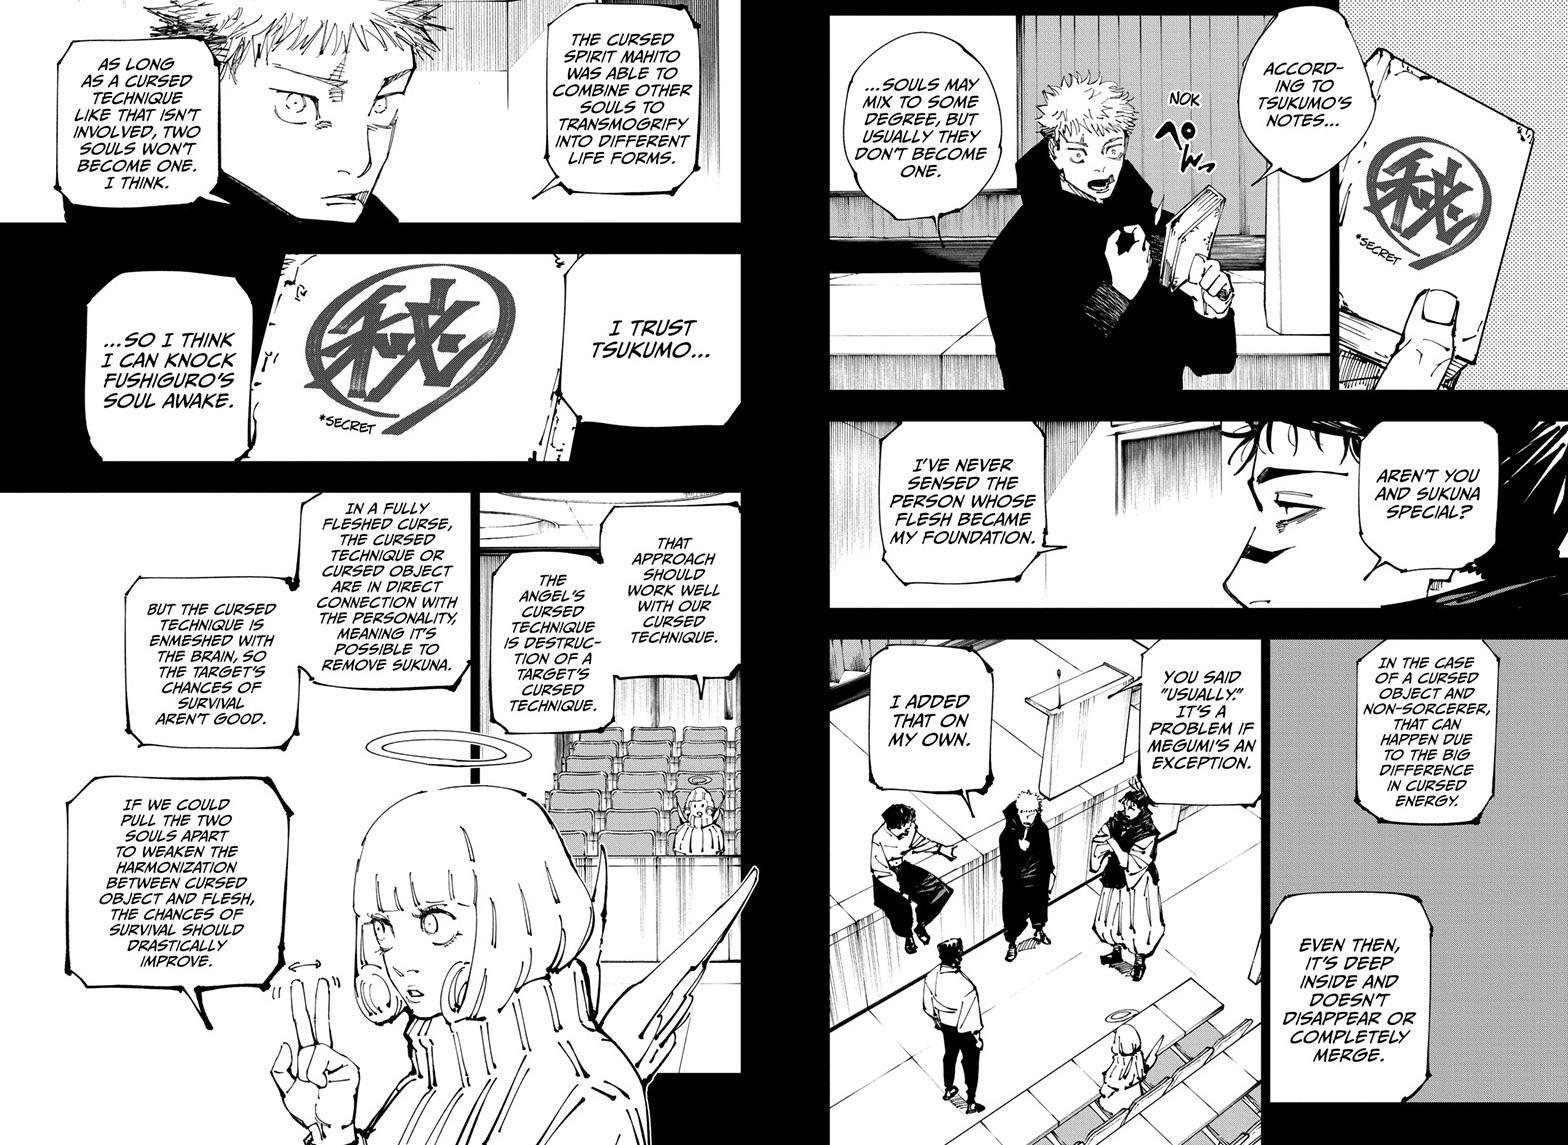 ACCORD-
ING TO
TSUKUMO'S
NOTES...
秘
*SECRET
NOK
...SOULS MAY
MIX TO SOME
DEGREE, BUT
USUALLY THEY
DON'T BECOME
ONE.
AREN'T YOU
AND SUKUNA
SPECIAL?
I'VE NEVER
SENSED THE
PERSON WHOSE
FLESH BECAME
MY FOUNDATION.
IN THE CASE
OF A CURSED
OBJECT AND
NON-SORCERER,
THAT CAN
HAPPEN DUE
TO THE BIG
DIFFERENCE
IN CURSED
ENERGY.
EVEN THEN,
IT'S DEEP
INSIDE AND
DOESN'T
DISAPPEAR OR
COMPLETELY
MERGE.
YOU SAID
"USUALLY."
IT'S A
PROBLEM IF
MEGUMI'S AN
EXCEPTION.
I ADDED
THAT ON
MY OWN.
THE CURSED
SPIRIT MAHITO
WAS ABLE TO
COMBINE OTHER
SOULS TO
TRANSMOGRIFY
INTO DIFFERENT
LIFE FORMS.
AS LONG
AS A CURSED
TECHNIQUE
LIKE THAT ISN'T
INVOLVED, TWO
SOULS WON'T
BECOME ONE.
I THINK.
I TRUST
TSUKUMO...
秘
*SECRET
...SO I THINK
I CAN KNOCK
FUSHIGURO'S
SOUL AWAKE.
THAT
APPROACH
SHOULD
WORK WELL
WITH OUR
CURSED
TECHNIQUE.
THE
ANGEL'S
CURSED
TECHNIQUE
IS DESTRUC-
TION OF A
TARGET'S
CURSED
TECHNIQUE.
IN A FULLY
FLESHED CURSE,
THE CURSED
TECHNIQUE OR
CURSED OBJECT
ARE IN DIRECT
CONNECTION WITH
THE PERSONALITY,
MEANING IT'S
POSSIBLE TO
REMOVE SUKUNA.
BUT THE CURSED
TECHNIQUE IS
ENMESHED WITH
THE BRAIN, SO
THE TARGET'S
CHANCES OF
SURVIVAL
AREN'T GOOD.
IF WE COULD
PULL THE TWO
SOULS APART
TO WEAKEN THE
HARMONIZATION
BETWEEN CURSED
OBJECT AND FLESH,
THE CHANCES OF
SURVIVAL SHOULD
DRASTICALLY
IMPROVE.